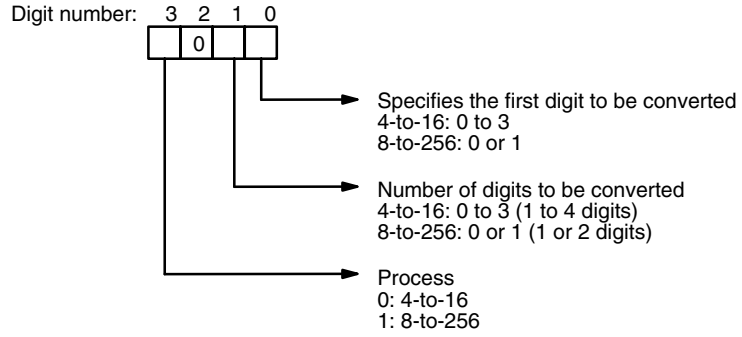 Digit number: 3 2 1 0
0
Specifies the first digit to be converted
4-to-16: 0 to 3
8-to-256: 0 or 1
Number of digits to be converted
4-to-16: 0 to 3 (1 to 4 digits)
8-to-256: 0 or 1 (1 or 2 digits)
Process
0: 4-to-16
1: 8-to-256